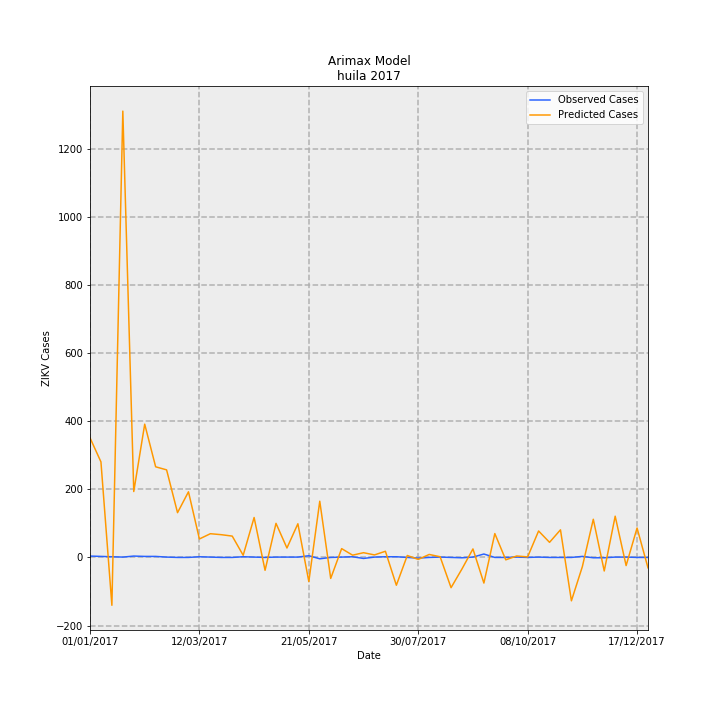 Arimax Model
huila 2017
Observed Cases
Predicted Cases
1200
1000
800
600
400
200
0
−200
ZIKV Cases
01/01/2017 12/03/2017 21/05/2017 30/07/2017 08/10/2017 17/12/2017
Date